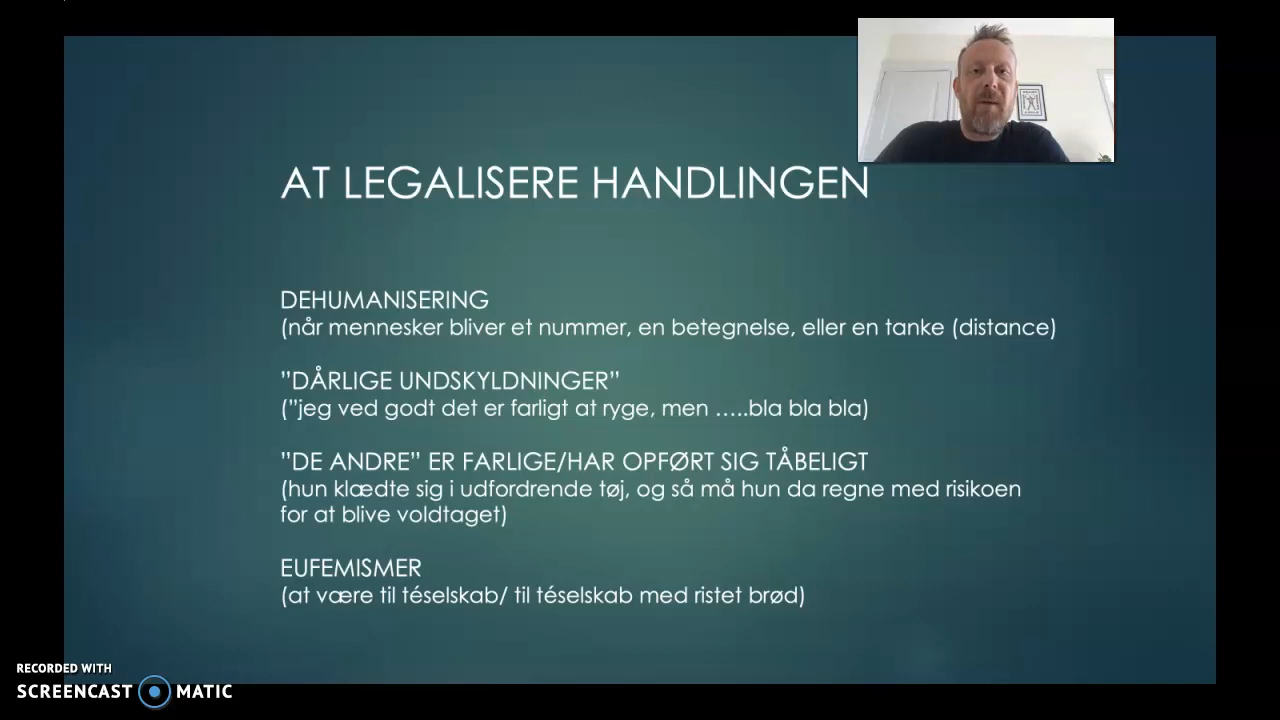 AT LEGALISERE HANDLINGEN
DEHUMANISERING
(når mennesker bliver et nummer, en betegnelse, eller en tanke (distance)
”DÅRLIGE UNDSKYLDNINGER”
(”jeg ved godt det er farligt at ryge, men …..bla bla bla)
”DE ANDRE” ER FARLIGE/HAR OPFØRT SIG TÅBELIGT
(hun klædte sig i udfordrende tøj, og så må hun da regne med risikoen
for at blive voldtaget)
EUFEMISMER
(at være til téselskab/ til téselskab med ristet brød)
RECORDED WITH
SCREENCAST MATIC